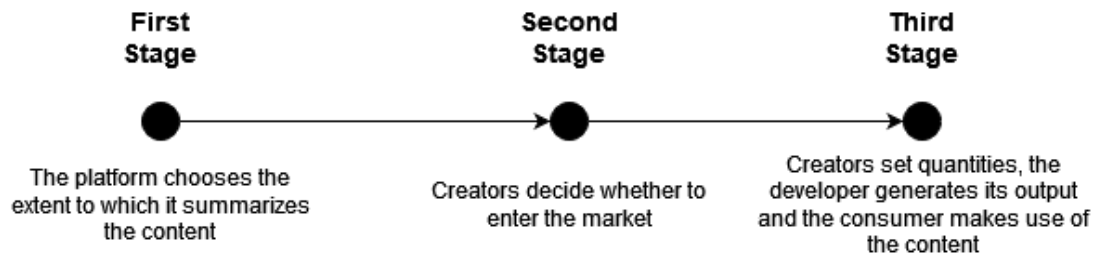 First
Stage
Second
Stage
Third
Stage
The platform chooses the
extent to which it summarizes
the content
Creators decide whether to
enter the market
Creators set quantities, the
developer generates its output
and the consumer makes use of
the content